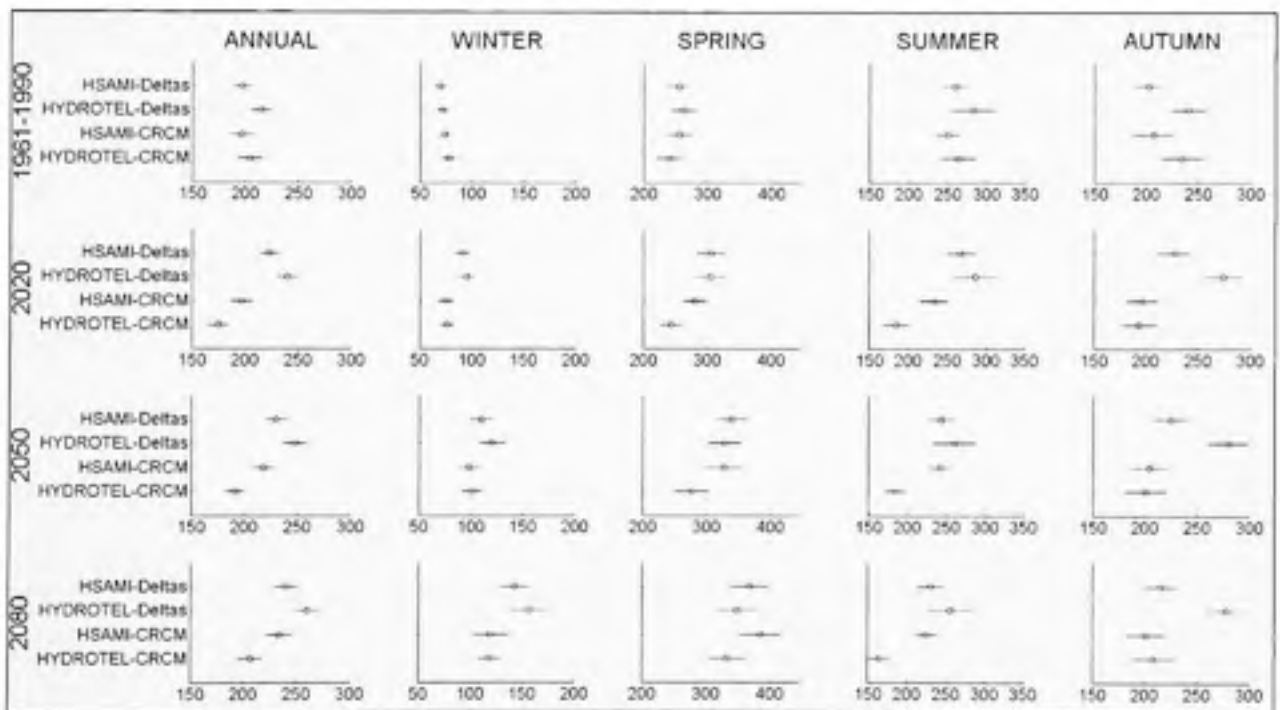 ANNUAL WINTER SPRING SUMMER AUTUMN
1961-1990
HSAMI-Deltas
HYDROTEL-Deltas
HSAMI-CRCM
HYDROTEL-CRCM
150 200 250 300 50 100 150 200 200 300 400 150 200 250 300 350 150 200 250 300
2020
HSAMI-Deltas
HYDROTEL-Deltas
HSAMI-CRCM
HYDROTEL-CRCM
150 200 250 300 50 100 150 200 200 300 400 150 200 250 300 350 150 200 250 300
2050
HSAMI-Deltas
HYDROTEL-Deltas
HSAMI-CRCM
HYDROTEL-CRCM
150 200 250 300 50 100 150 200 200 300 400 150 200 250 300 350 150 200 250 300
2080
HSAMI-Deltas
HYDROTEL-Deltas
HSAMI-CRCM
HYDROTEL-CRCM
150 200 250 300 50 100 150 200 200 300 400 150 200 250 300 350 150 200 250 300